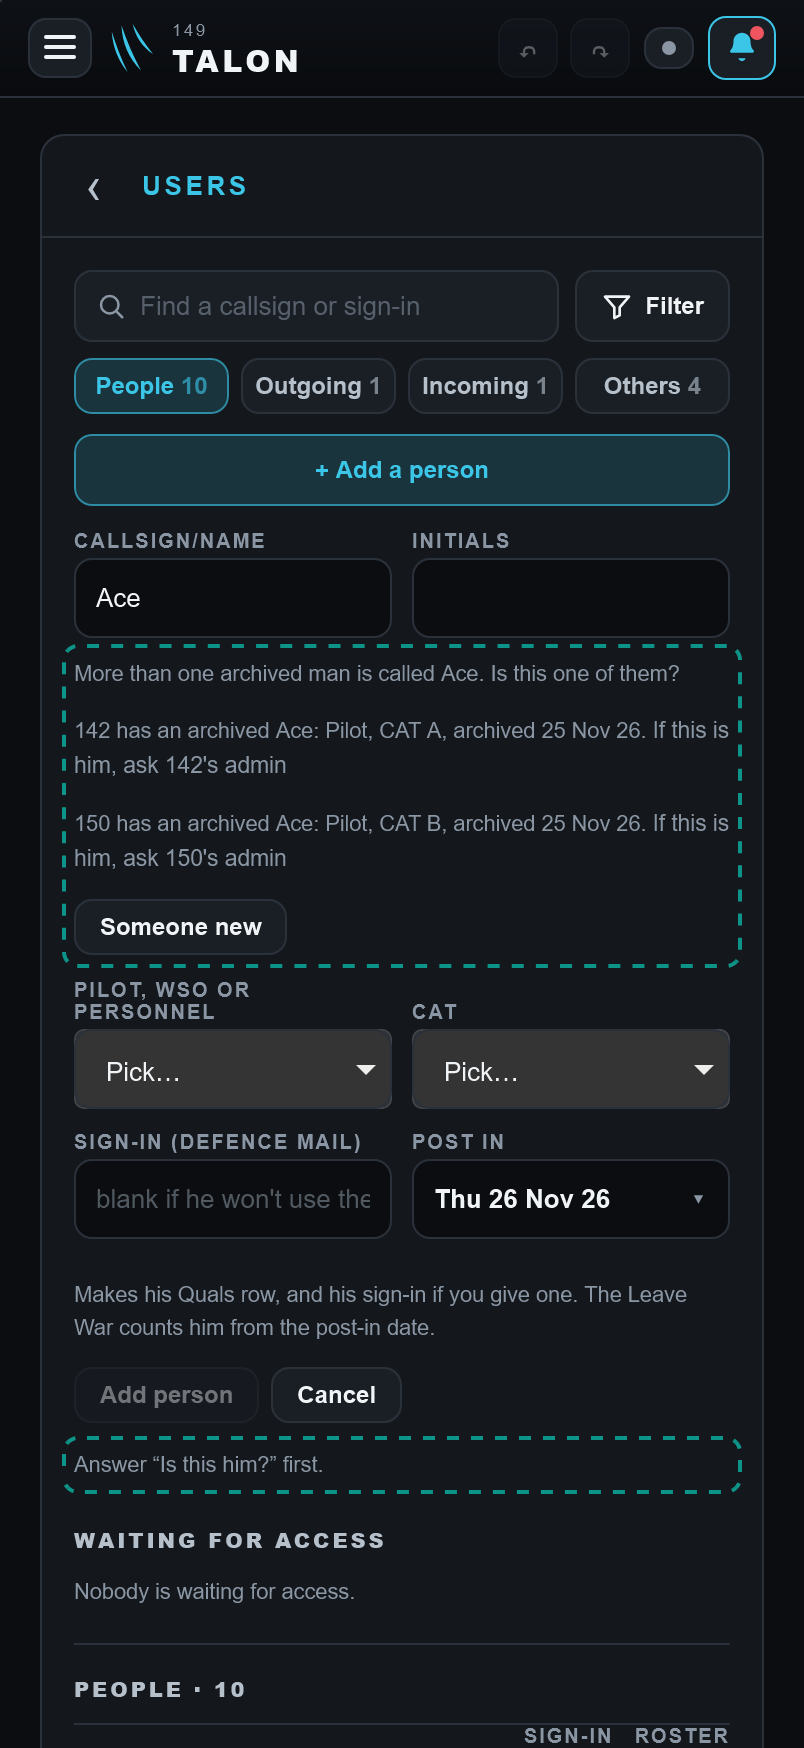 149
TALON
USERS
Find a callsign or sign-in
Filter
People 10
Outgoing 1
Incoming 1
Others 4
+ Add a person
CALLSIGN/NAME
INITIALS
Ace
More than one archived man is called Ace. Is this one of them?
142 has an archived Ace: Pilot, CAT A, archived 25 Nov 26. If this is
him, ask 142's admin
150 has an archived Ace: Pilot, CAT B, archived 25 Nov 26. If this is
him, ask 150's admin
Someone new
PILOT, WSO OR
PERSONNEL
CAT
Pick…
Pick…
SIGN-IN (DEFENCE MAIL)
POST IN
blank if he won't use the
Thu 26 Nov 26
Makes his Quals row, and his sign-in if you give one. The Leave
War counts him from the post-in date.
Add person
Cancel
Answer “Is this him?” first.
WAITING FOR ACCESS
Nobody is waiting for access.
PEOPLE · 10
SIGN-IN
ROSTER